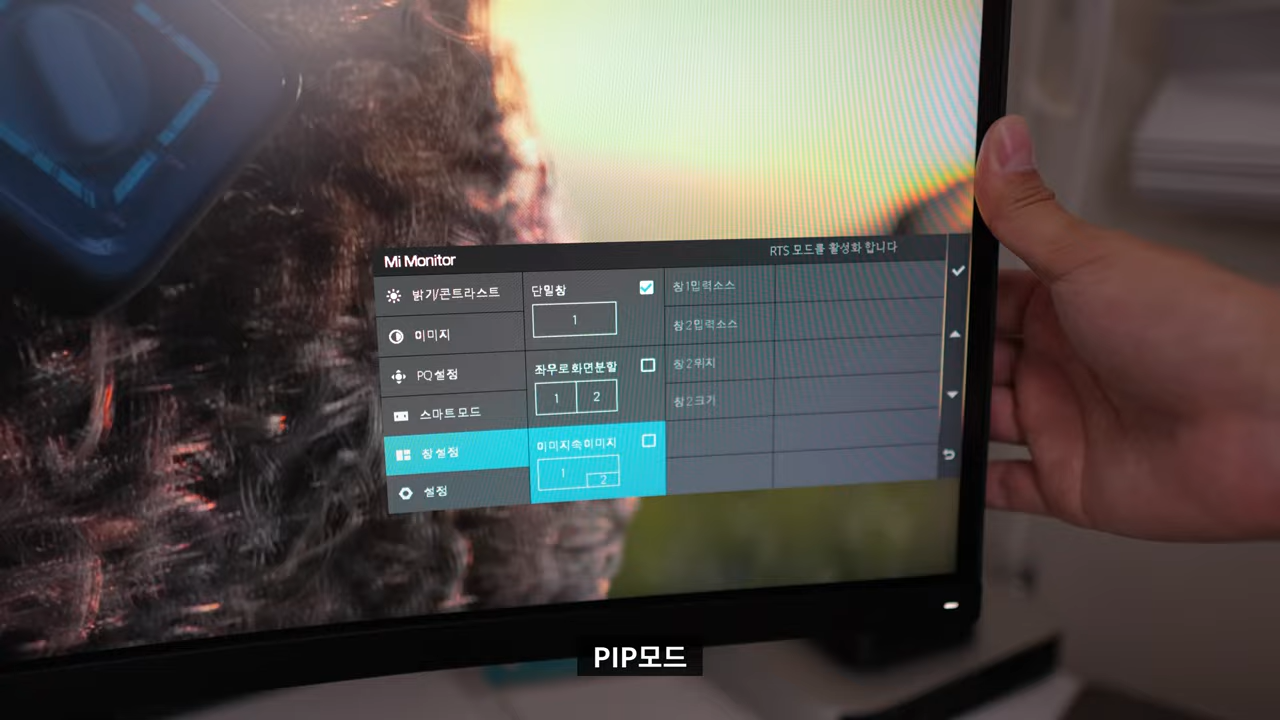 Mi Monitor
RTS 모드를 활성화 합니다
밝기/콘트라스트
이미지
PQ 설정
스마트 모드
창 설정
설정
단일창
1
좌우로 화면분할
1 2
이미지속이미지
1 2
창 1입력소스
창 2입력소스
창 2위치
창 2크기
PIP모드